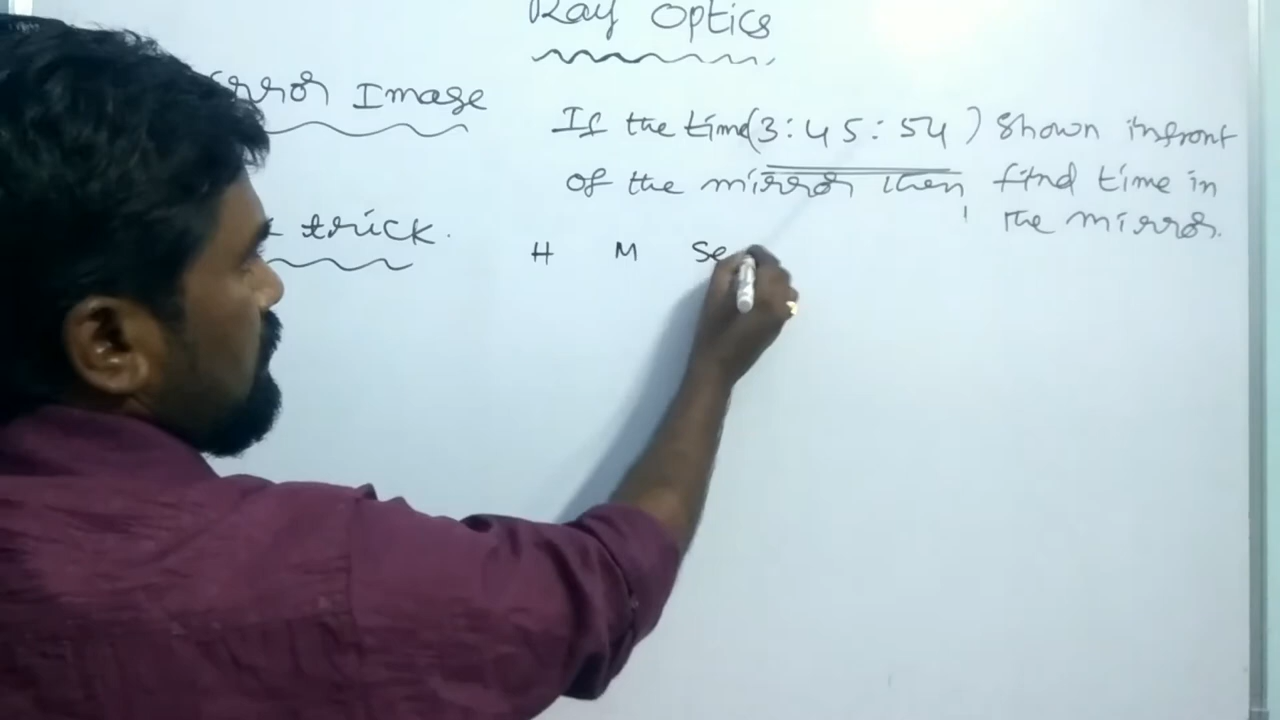 Ray Optics
Image
If the time(3:45:54) shown infront
of the mirror then find time in
the mirror.
trick.
H M Se